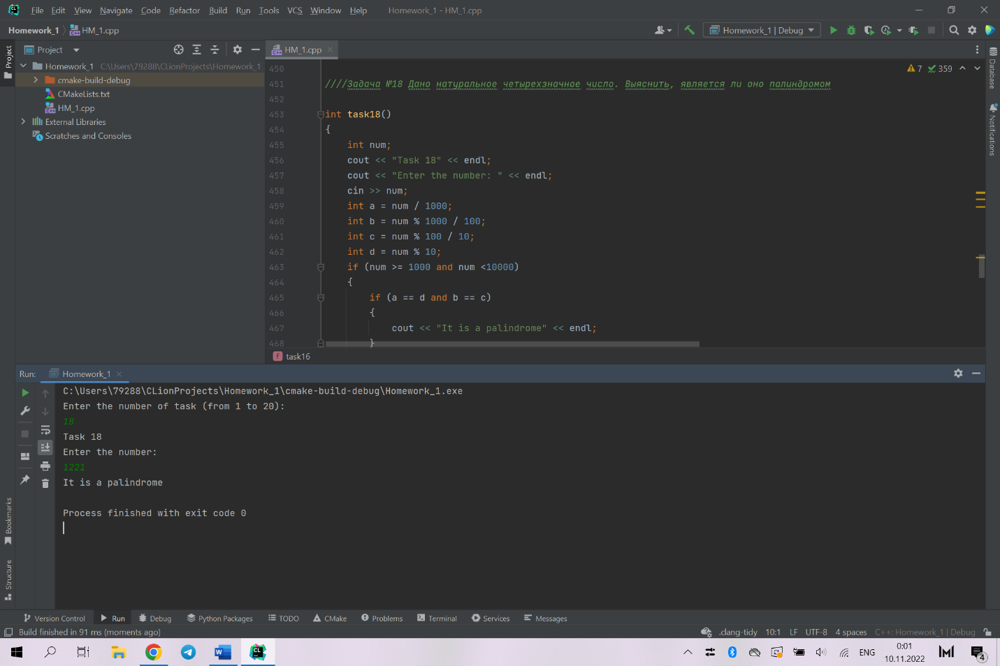 File Edit View Navigate Code Refactor Build Run Tools VCS Window Help Homework_1 - HM_1.cpp
Homework_1 HM_1.cpp Homework_1 | Debug
Project HM_1.cpp
Project
Homework_1 C:\Users\79288\CLionProjects\Homework_1
cmake-build-debug
CMakeLists.txt
HM_1.cpp
External Libraries
Scratches and Consoles
7 359
450
451 ////Задача №18 Дано натуральное четырехзначное число. Выяснить, является ли оно палиндромом
452
453 int task18()
454 {
455 int num;
456 cout << "Task 18" << endl;
457 cout << "Enter the number: " << endl;
458 cin >> num;
459 int a = num / 1000;
460 int b = num % 1000 / 100;
461 int c = num % 100 / 10;
462 int d = num % 10;
463 if (num >= 1000 and num <10000)
464 {
465 if (a == d and b == c)
466 {
467 cout << "It is a palindrome" << endl;
468 }
f task16
Database
Notifications
Run: Homework_1
C:\Users\79288\CLionProjects\Homework_1\cmake-build-debug\Homework_1.exe
Enter the number of task (from 1 to 20):
18
Task 18
Enter the number:
1221
It is a palindrome
Process finished with exit code 0
Bookmarks
Structure
Version Control Run Debug Python Packages TODO CMake Problems Terminal Services Messages
Build finished in 91 ms (moments ago) .clang-tidy 10:1 LF UTF-8 4 spaces C++: Homework_1 | Debug
ENG 0:01
10.11.2022
4